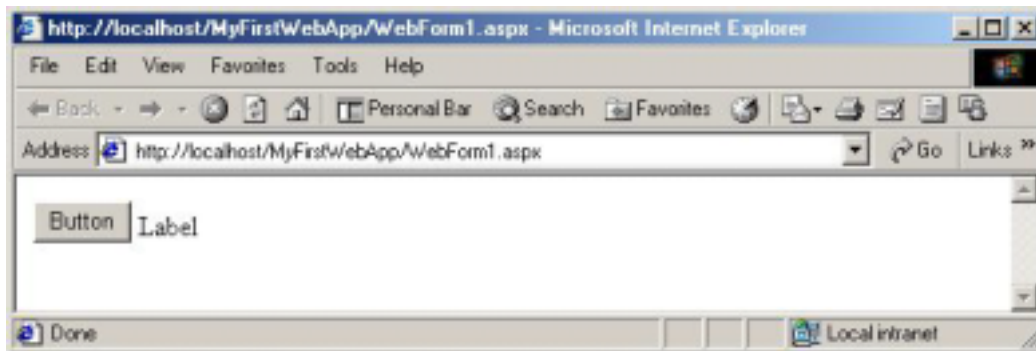 http://localhost/MyFirstWebApp/WebForm1.aspx - Microsoft Internet Explorer
File Edit View Favorites Tools Help
Back Personal Bar Search Favorites
Address http://localhost/MyFirstWebApp/WebForm1.aspx Go Links »
Button Label
Done Local intranet